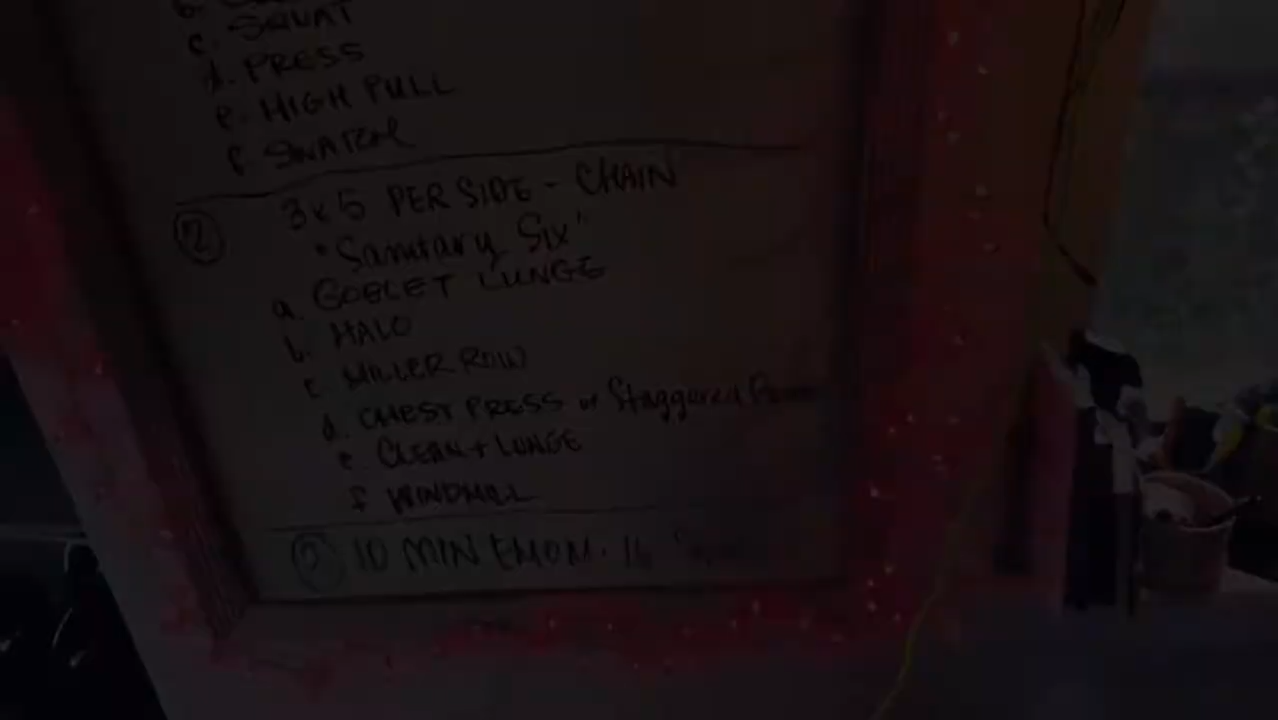 c. SQUAT
d. PRESS
e. HIGH PULL
f. SNATCH
2 3x5 PER SIDE - CHAIN
"Sanitary Six"
a. GOBLET LUNGE
b. HALO
c MILLER ROW
d. CHEST PRESS or Staggered
e. CLEAN + LUNGE
f WINDMILL
10 MIN EMOM. 16